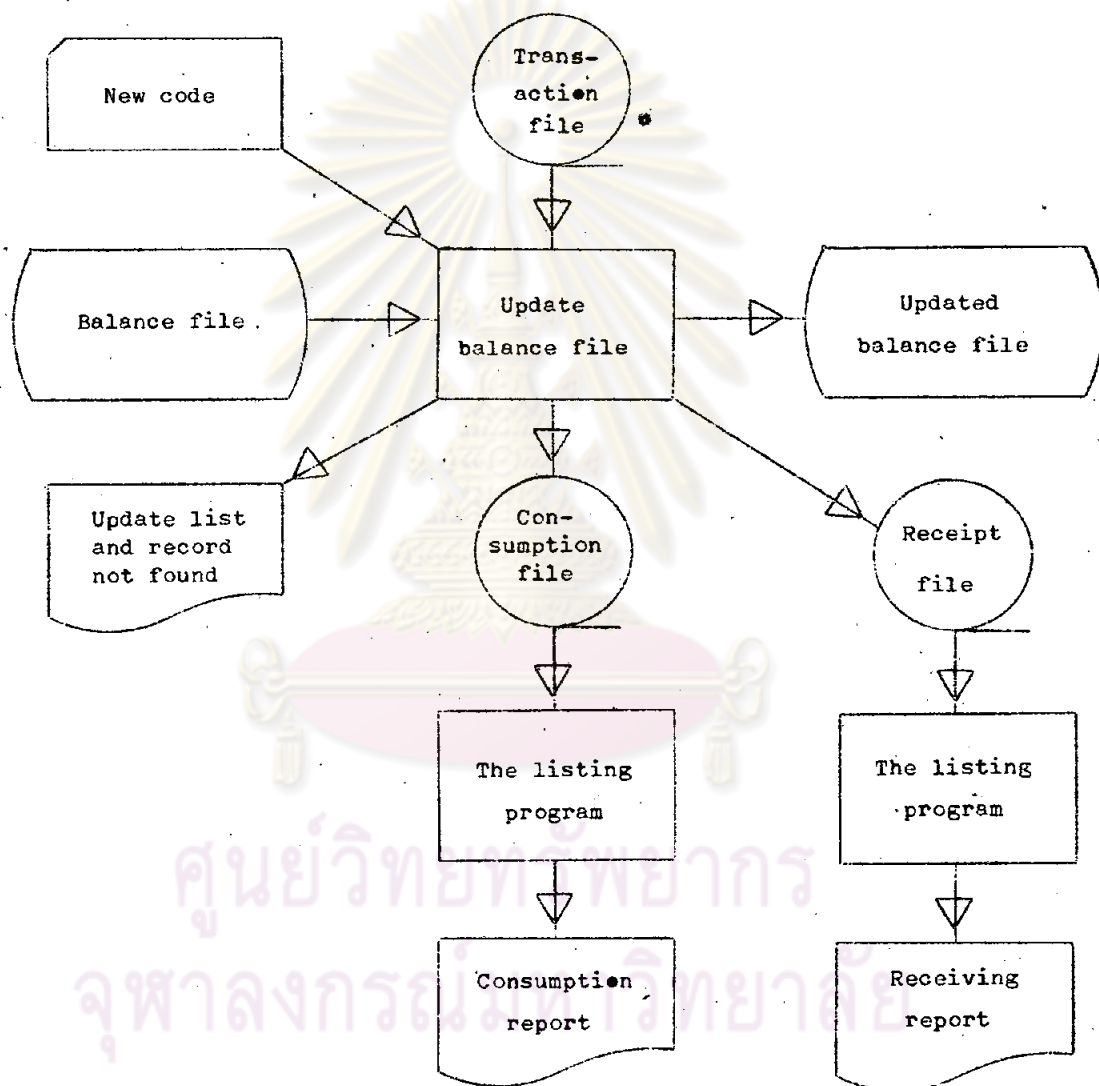 New code
Trans-
action
file
Balance file
Update
balance file
Updated
balance file
Update list
and record
not found
Con-
sumption
file
Receipt
file
The listing
program
The listing
program
Consumption
report
Receiving
report
ศูนย์วิทยทรัพยากร
จุฬาลงกรณ์มหาวิทยาลัย